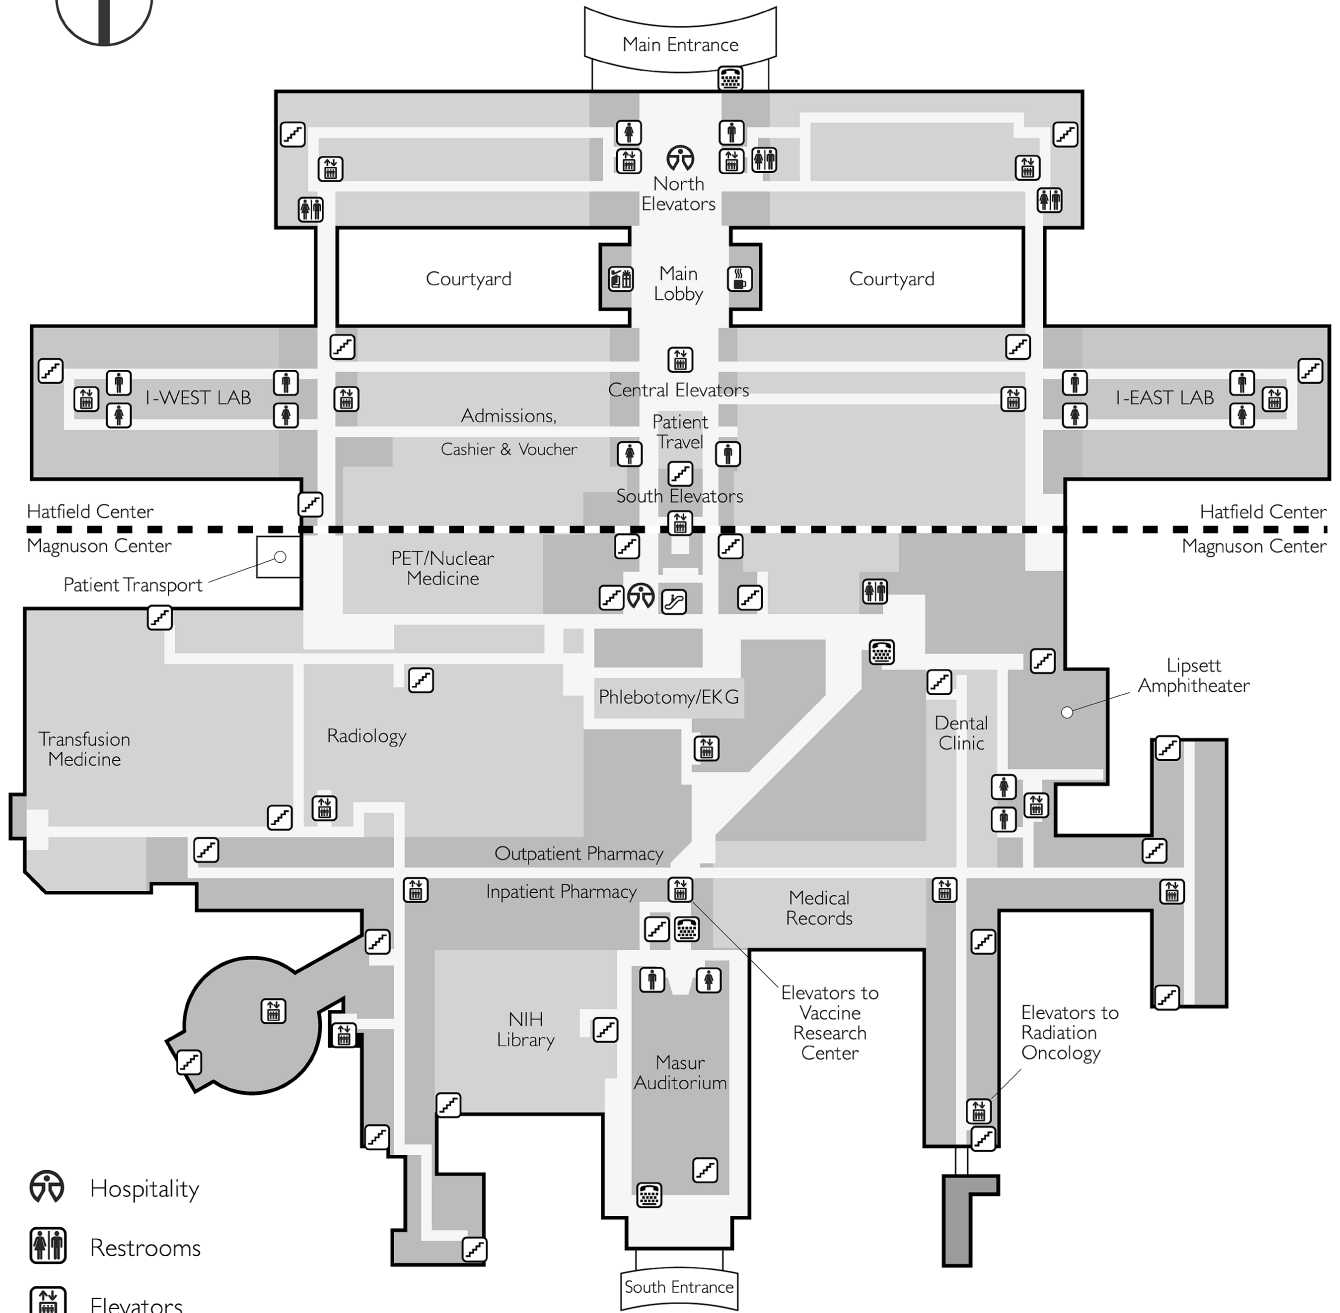 Main Entrance
North
Elevators
Courtyard
Main
Lobby
Courtyard
1-WEST LAB
Central Elevators
1-EAST LAB
Admissions,
Cashier & Voucher
Patient
Travel
South Elevators
Hatfield Center
Hatfield Center
Magnuson Center
Magnuson Center
PET/Nuclear
Medicine
Patient Transport
Lipsett
Amphitheater
Phlebotomy/EKG
Transfusion
Medicine
Radiology
Dental
Clinic
Outpatient Pharmacy
Inpatient Pharmacy
Medical
Records
NIH
Library
Masur
Auditorium
Elevators to
Vaccine
Research
Center
Elevators to
Radiation
Oncology
Hospitality
Restrooms
Elevators
South Entrance